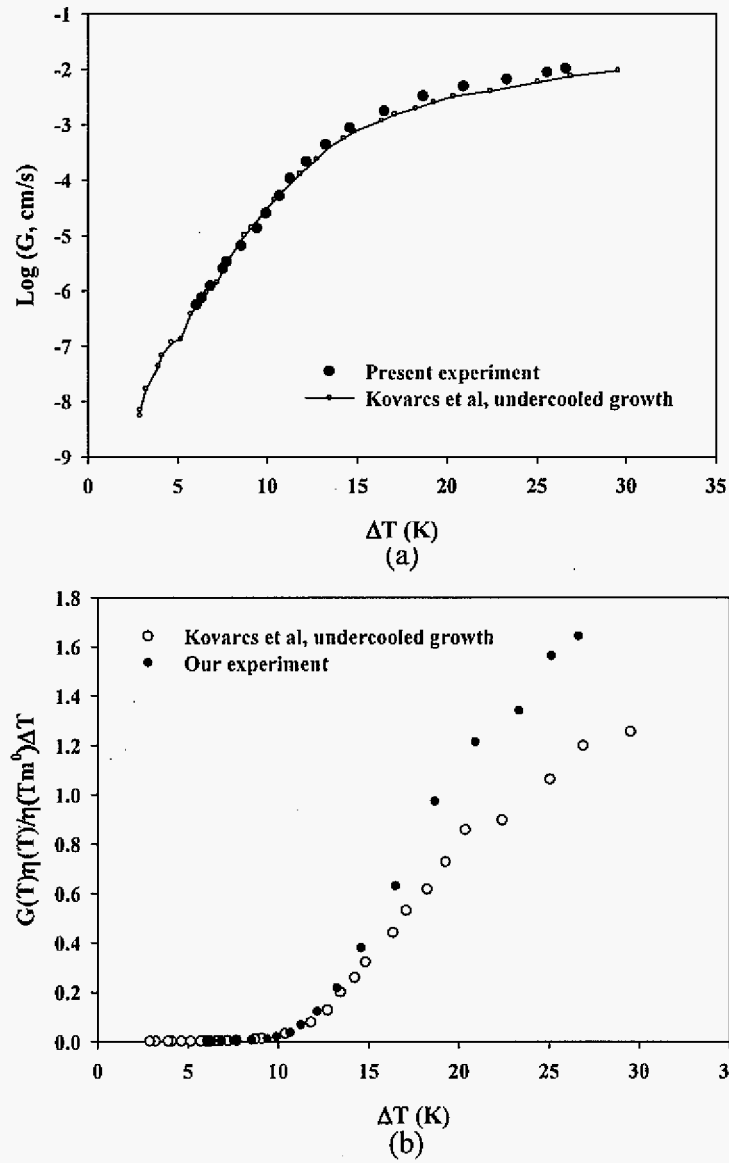 -1
-2
-3
-4
-5
-6
-7
-8
-9
Log (G, cm/s)
Present experiment
Kovarcs et al, undercooled growth
0 5 10 15 20 25 30 35
ΔT (K)
(a)
1.8
1.6
1.4
1.2
1.0
0.8
0.6
0.4
0.2
0.0
G(T)η(T)/η(Tm⁰)ΔT
Kovarcs et al, undercooled growth
Our experiment
0 5 10 15 20 25 30 35
ΔT (K)
(b)